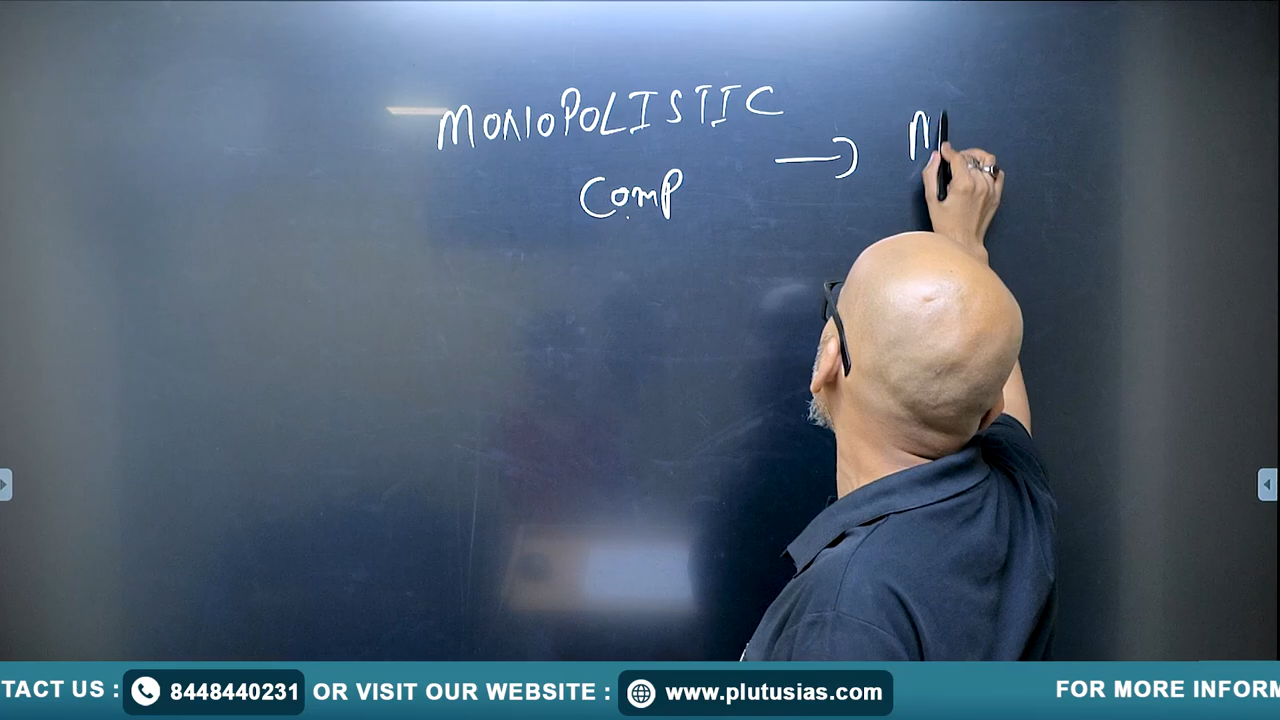 MONOPOLISTIC
COMP
TACT US : 8448440231 OR VISIT OUR WEBSITE : www.plutusias.com FOR MORE INFORM